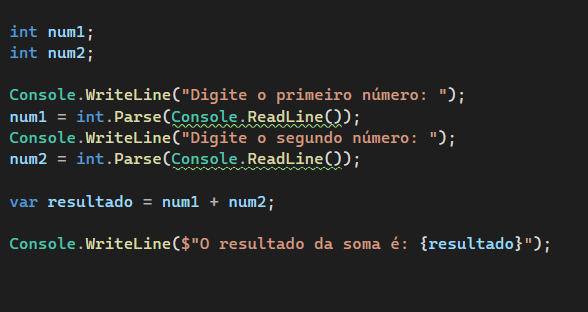 int num1;
int num2;
Console.WriteLine("Digite o primeiro número: ");
num1 = int.Parse(Console.ReadLine());
Console.WriteLine("Digite o segundo número: ");
num2 = int.Parse(Console.ReadLine());
var resultado = num1 + num2;
Console.WriteLine($"O resultado da soma é: {resultado}");